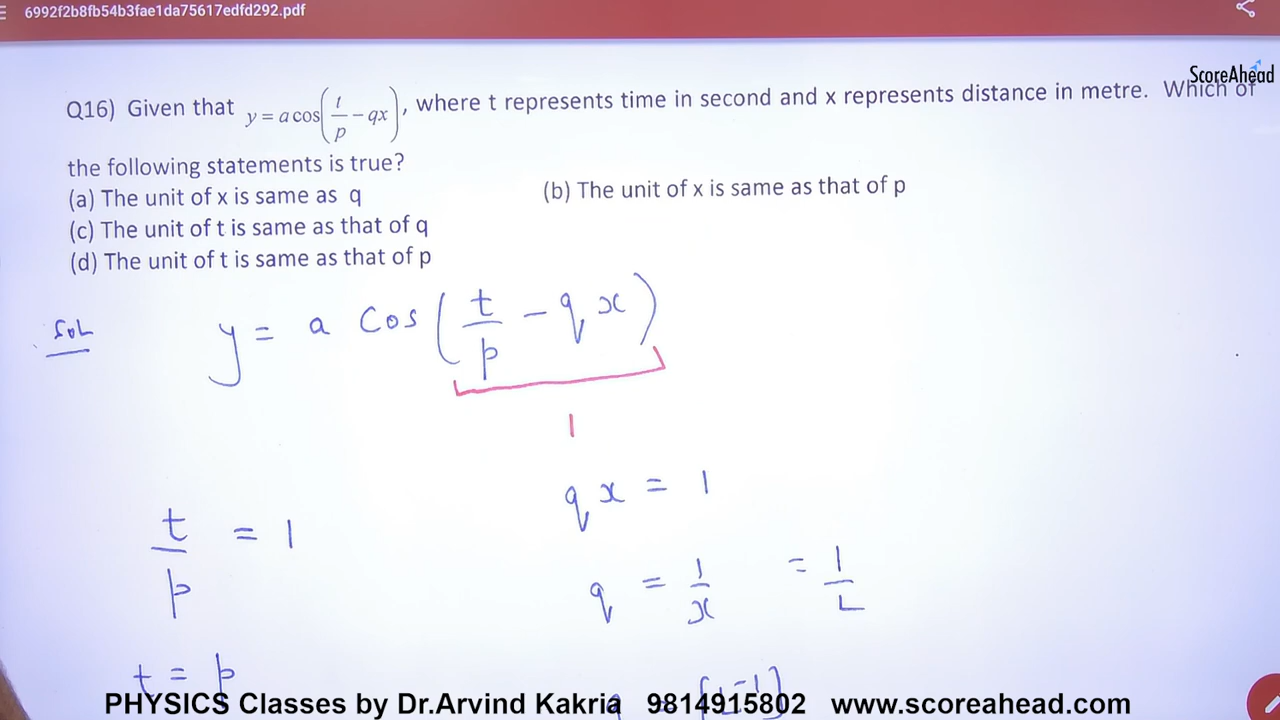 6992f2b8fb54b3fae1da75617edfd292.pdf
ScoreAhead
Q16) Given that y = a cos(t/p − qx), where t represents time in second and x represents distance in metre. Which of
the following statements is true?
(a) The unit of x is same as q (b) The unit of x is same as that of p
(c) The unit of t is same as that of q
(d) The unit of t is same as that of p
Sol
y = a Cos (t/p − qx)
1
qx = 1
t/p = 1
q = 1/x = 1/L
t = p
q = [L−1]
PHYSICS Classes by Dr.Arvind Kakria 9814915802 www.scoreahead.com